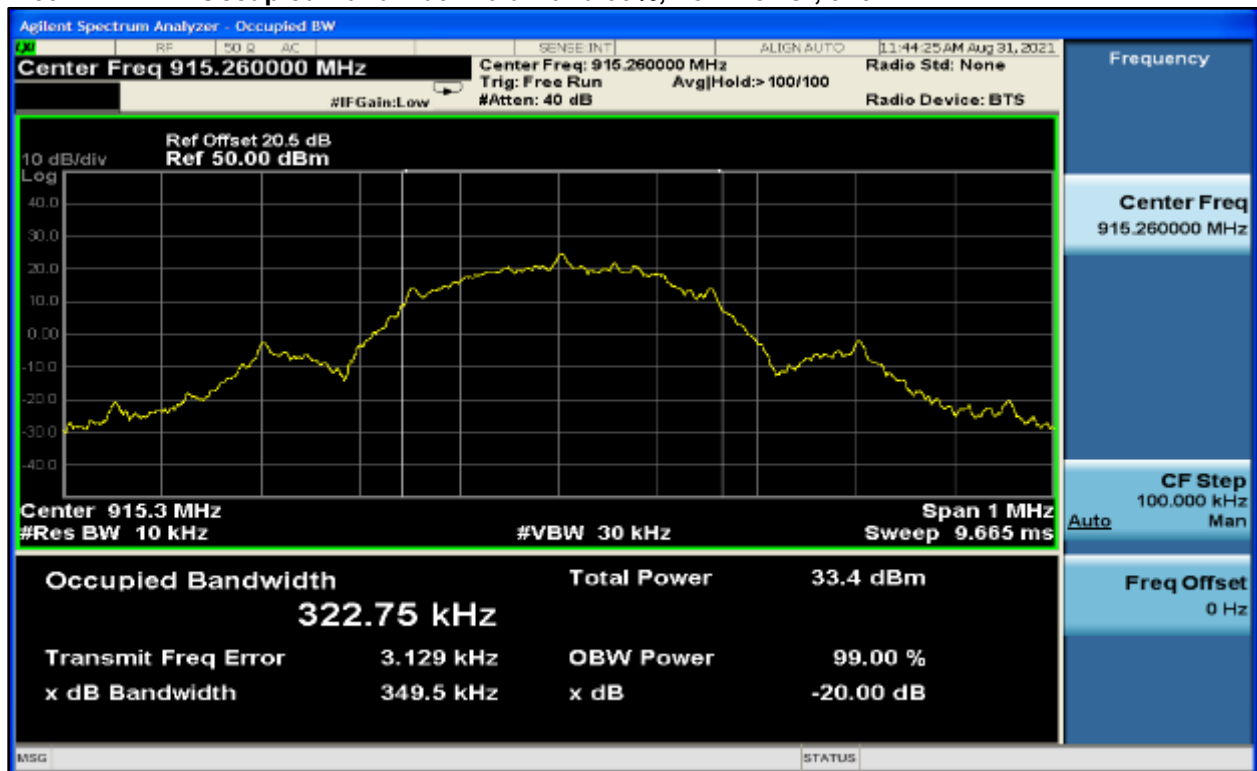 Agilent Spectrum Analyzer - Occupied BW
LXI RF 50 Ω AC SENSE:INT ALIGN AUTO 11:44:25 AM Aug 31, 2021
Center Freq 915.260000 MHz
Center Freq: 915.260000 MHz
Radio Std: None
Trig: Free Run Avg|Hold:> 100/100
#IFGain:Low #Atten: 40 dB Radio Device: BTS
Ref Offset 20.5 dB
10 dB/div Ref 50.00 dBm
Log
40.0
30.0
20.0
10.0
0.00
-10.0
-20.0
-30.0
-40.0
Center 915.3 MHz Span 1 MHz
#Res BW 10 kHz #VBW 30 kHz Sweep 9.665 ms
Occupied Bandwidth Total Power 33.4 dBm
322.75 kHz
Transmit Freq Error 3.129 kHz OBW Power 99.00 %
x dB Bandwidth 349.5 kHz x dB -20.00 dB
MSG STATUS
Frequency
Center Freq
915.260000 MHz
CF Step
100.000 kHz
Auto Man
Freq Offset
0 Hz